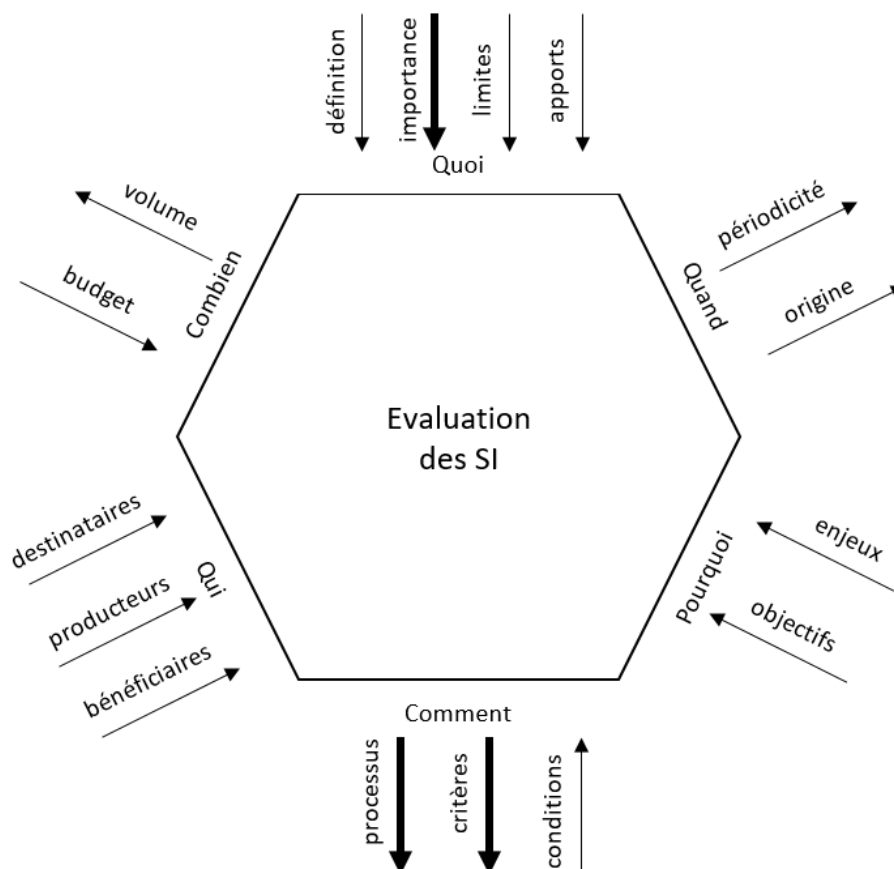 définition
importance
limites
apports
Quoi
volume
budget
Combien
périodicité
origine
Quand
Evaluation
des SI
destinataires
producteurs
bénéficiaires
Qui
enjeux
objectifs
Pourquoi
Comment
processus
critères
conditions